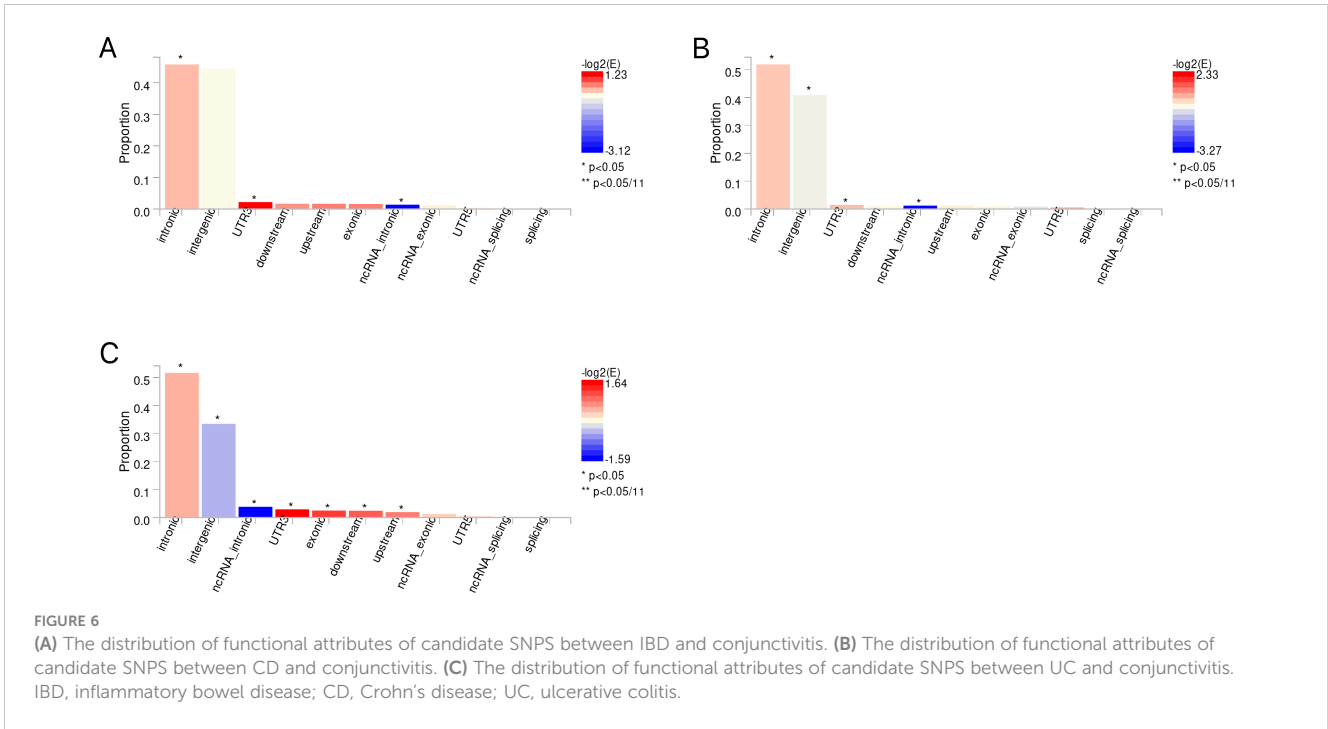 A
*
0.4
0.3
0.2
0.1
0.0
Proportion
*
*
intronic
intergenic
UTR3
downstream
upstream
exonic
ncRNA_intronic
ncRNA_exonic
UTR5
ncRNA_splicing
splicing
-log2(E)
1.23
-3.12
* p<0.05
** p<0.05/11
B
*
*
0.5
0.4
0.3
0.2
0.1
0.0
Proportion
*
*
intronic
intergenic
UTR3
downstream
ncRNA_intronic
upstream
exonic
ncRNA_exonic
UTR5
splicing
ncRNA_splicing
-log2(E)
2.33
-3.27
* p<0.05
** p<0.05/11
C
*
*
0.5
0.4
0.3
0.2
0.1
0.0
Proportion
*
*
*
*
*
intronic
intergenic
ncRNA_intronic
UTR3
exonic
downstream
upstream
ncRNA_exonic
UTR5
ncRNA_splicing
splicing
-log2(E)
1.64
-1.59
* p<0.05
** p<0.05/11
FIGURE 6
(A) The distribution of functional attributes of candidate SNPS between IBD and conjunctivitis. (B) The distribution of functional attributes of
candidate SNPS between CD and conjunctivitis. (C) The distribution of functional attributes of candidate SNPS between UC and conjunctivitis.
IBD, inflammatory bowel disease; CD, Crohn's disease; UC, ulcerative colitis.